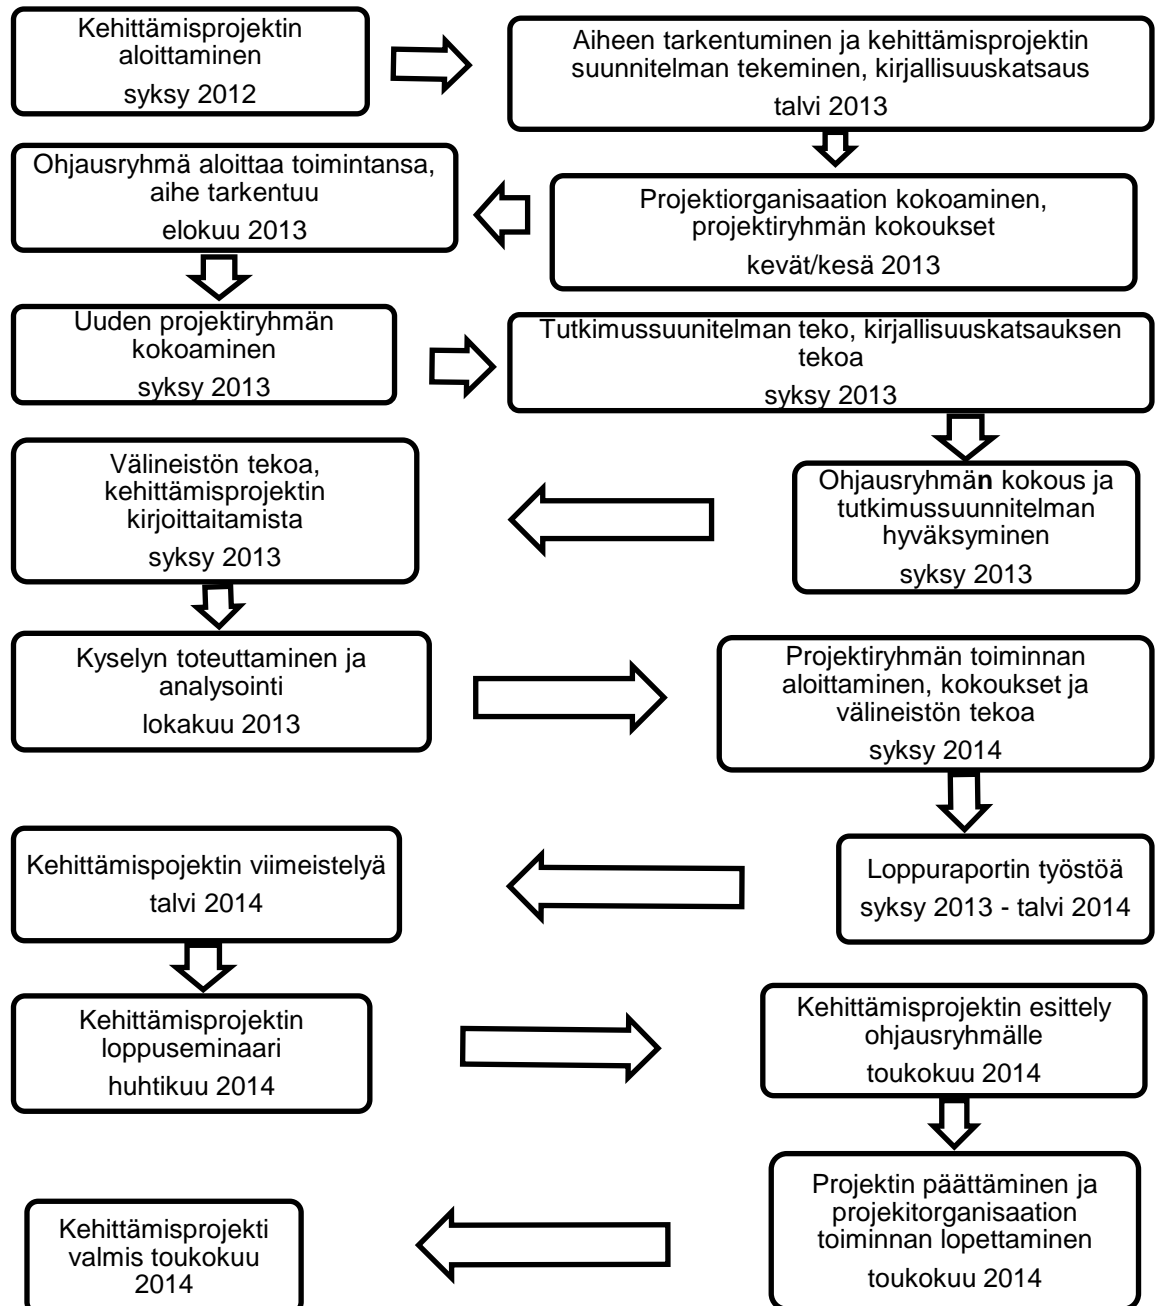 Kehittämisprojektin
aloittaminen
syksy 2012
Aiheen tarkentuminen ja kehittämisprojektin
suunnitelman tekeminen, kirjallisuuskatsaus
talvi 2013
Projektiorganisaation kokoaminen,
projektiryhmän kokoukset
kevät/kesä 2013
Ohjausryhmä aloittaa toimintansa,
aihe tarkentuu
elokuu 2013
Uuden projektiryhmän
kokoaminen
syksy 2013
Tutkimussuunitelman teko, kirjallisuuskatsauksen
tekoa
syksy 2013
Ohjausryhmän kokous ja
tutkimussuunnitelman
hyväksyminen
syksy 2013
Välineistön tekoa,
kehittämisprojektin
kirjoittaitamista
syksy 2013
Kyselyn toteuttaminen ja
analysointi
lokakuu 2013
Projektiryhmän toiminnan
aloittaminen, kokoukset ja
välineistön tekoa
syksy 2014
Loppuraportin työstöä
syksy 2013 - talvi 2014
Kehittämispojektin viimeistelyä
talvi 2014
Kehittämisprojektin
loppuseminaari
huhtikuu 2014
Kehittämisprojektin esittely
ohjausryhmälle
toukokuu 2014
Projektin päättäminen ja
projekitorganisaation
toiminnan lopettaminen
toukokuu 2014
Kehittämisprojekti
valmis toukokuu
2014